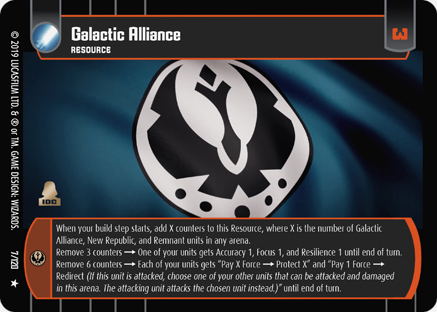 Galactic Alliance
RESOURCE
© 2019 LUCASFILM LTD. & ® or TM. GAME DESIGN: WIZARDS.
IDC
When your build step starts, add X counters to this Resource, where X is the number of Galactic
Alliance, New Republic, and Remnant units in any arena.
Remove 3 counters → One of your units gets Accuracy 1, Focus 1, and Resilience 1 until end of turn.
Remove 6 counters → Each of your units gets "Pay X Force → Protect X" and "Pay 1 Force →
Redirect (If this unit is attacked, choose one of your other units that can be attacked and damaged
in this arena. The attacking unit attacks the chosen unit instead.)" until end of turn.